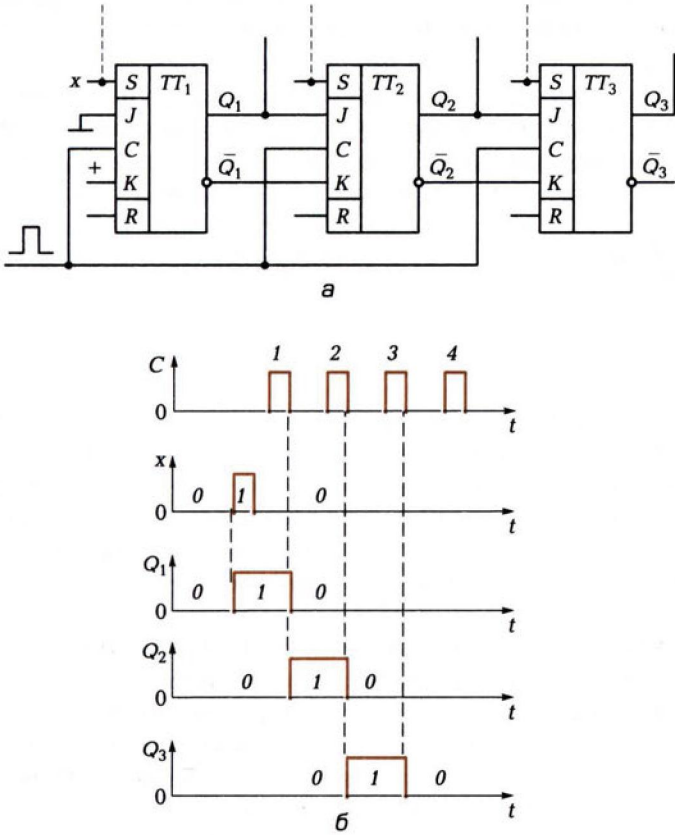 x S TT₁ Q₁ S TT₂ Q₂ S TT₃ Q₃
J J J
C Q̄₁ C Q̄₂ C Q̄₃
+ K K K
R R R
а
C 1 2 3 4
0 t
x 0 1 0
0 t
Q₁ 0 1 0
0 t
Q₂ 0 1 0
0 t
Q₃ 0 1 0
0 t
б